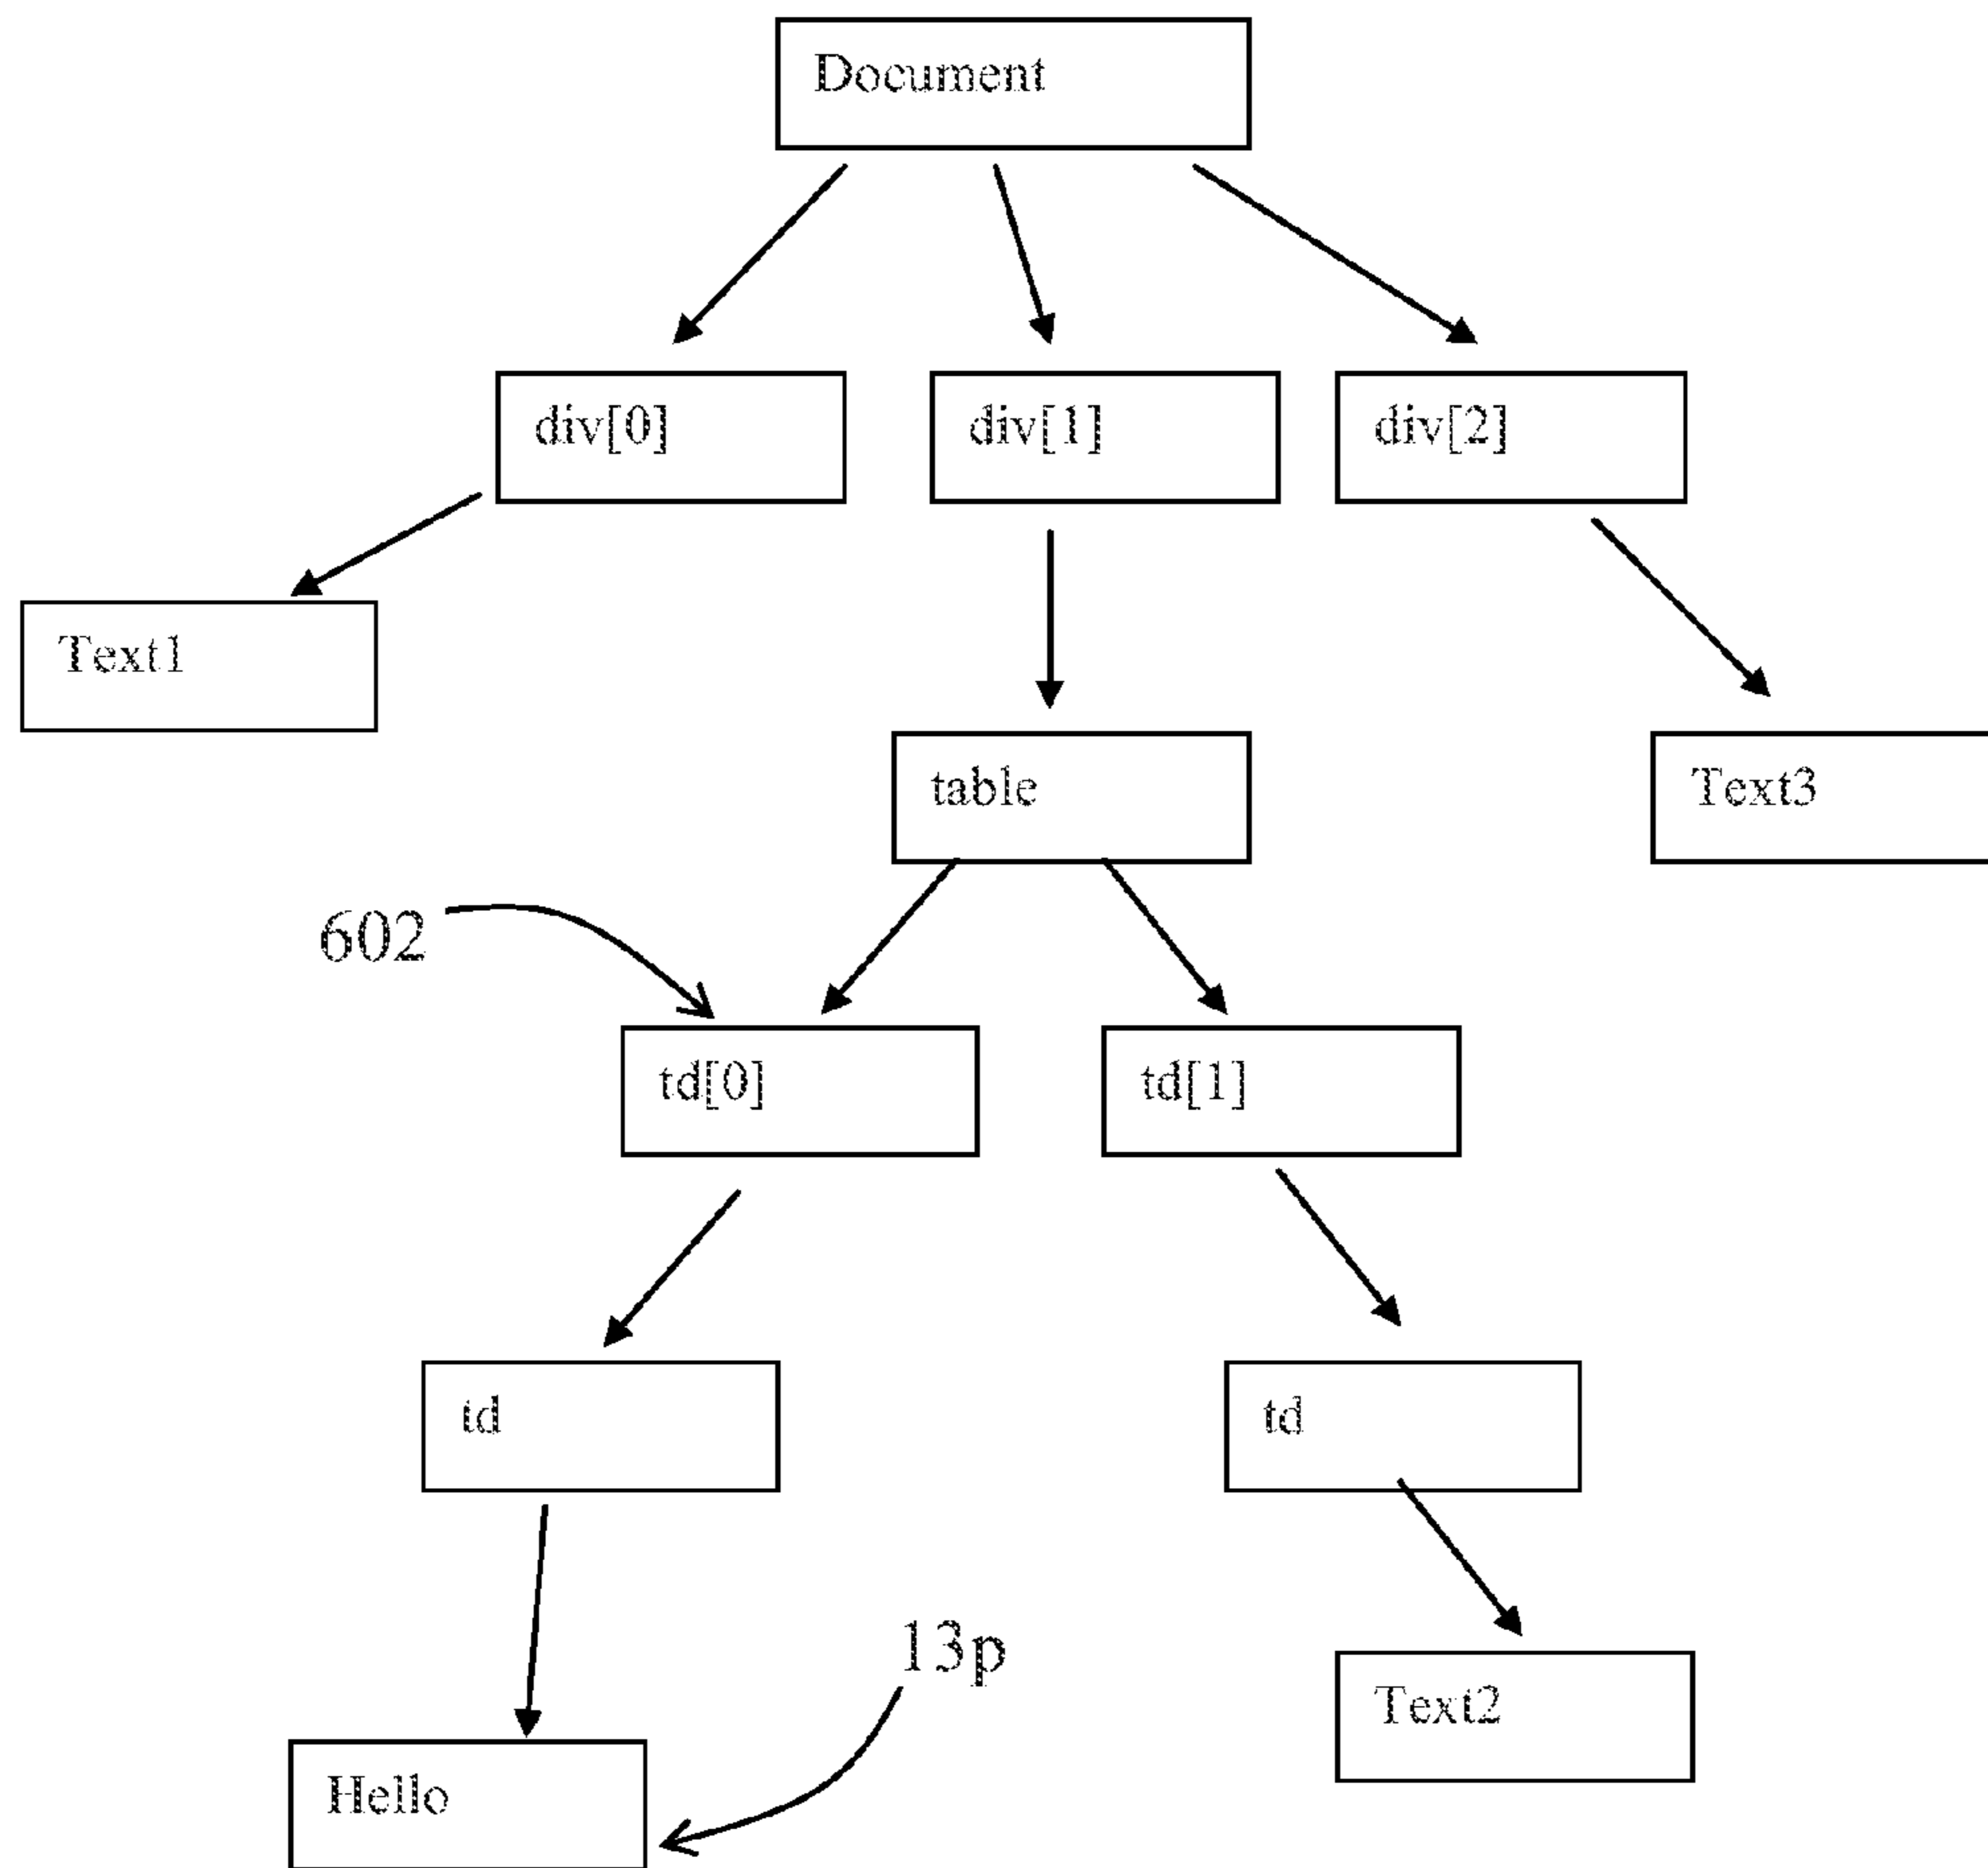 Document
div[0]
div[1]
div[2]
Text1
table
Text3
602
td[0]
td[1]
td
td
13p
Text2
Hello